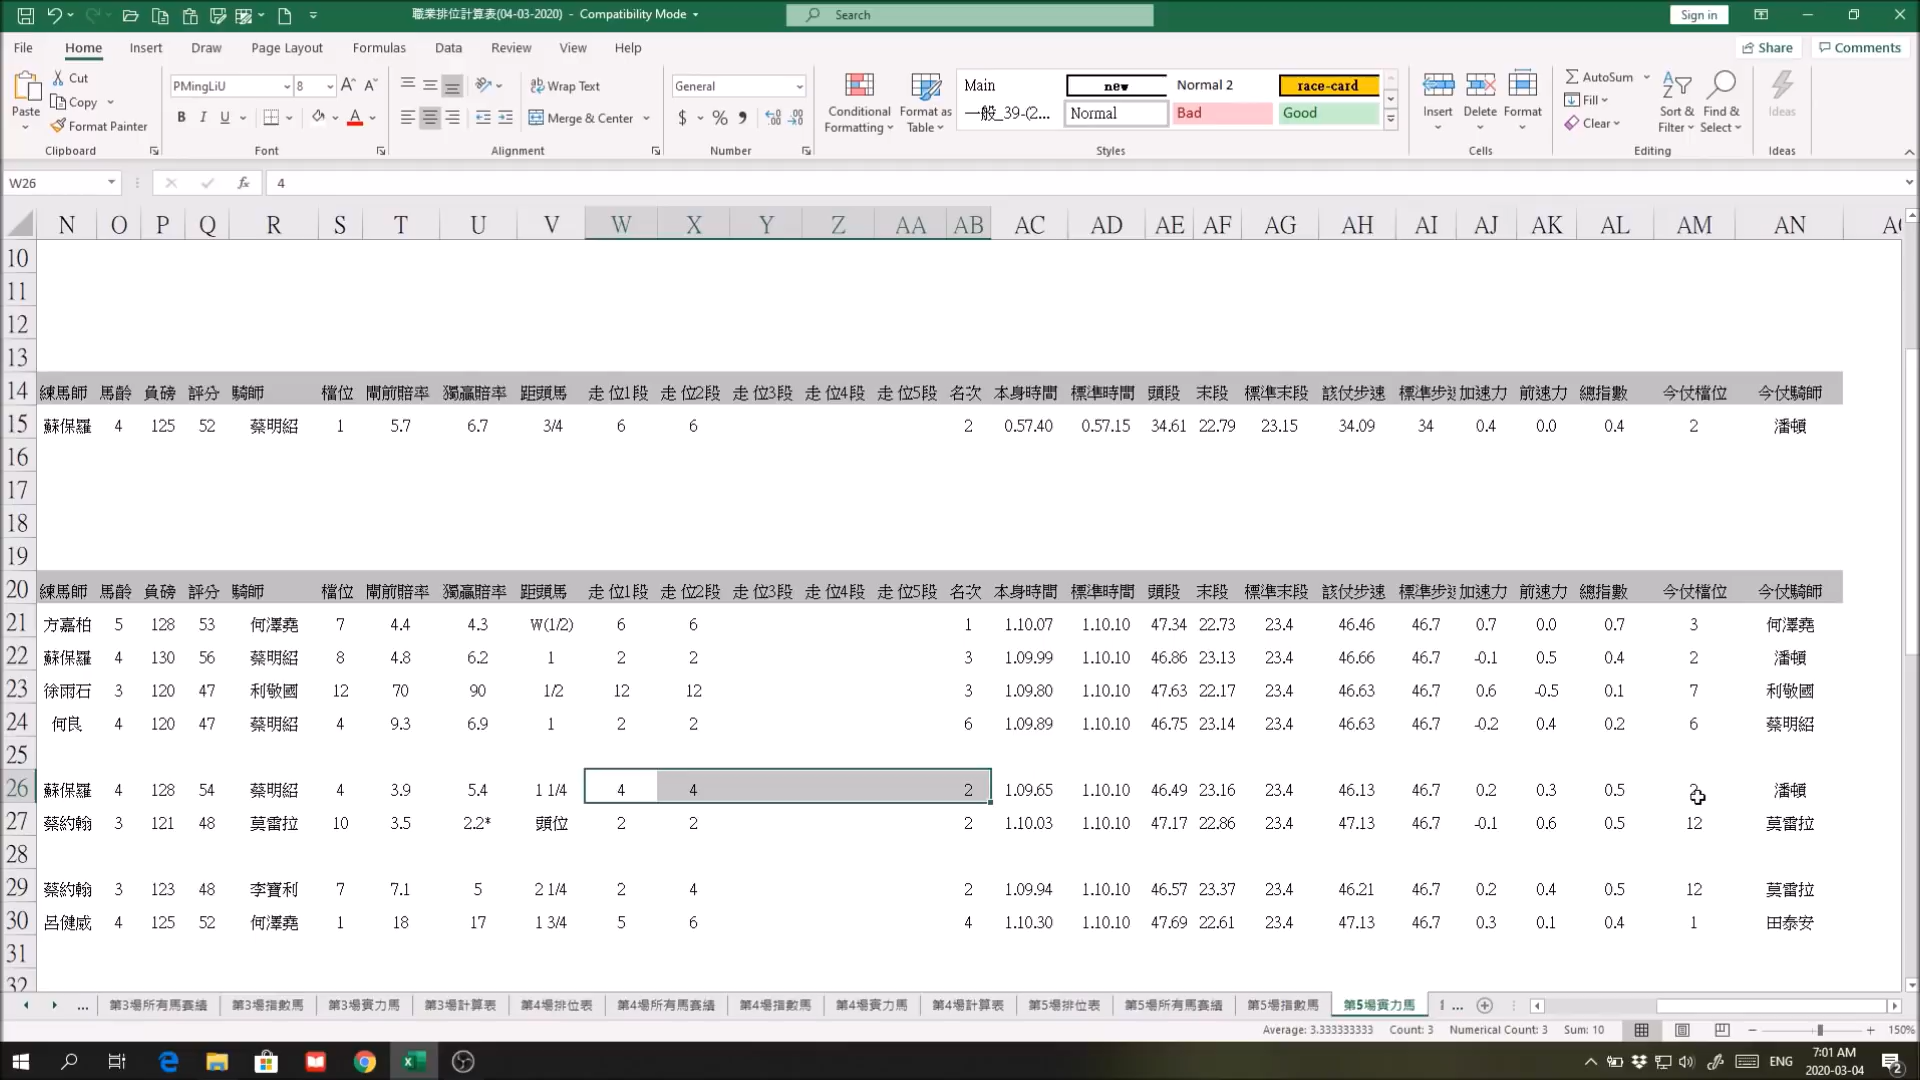 職業排位計算表(04-03-2020) - Compatibility Mode
Search
Sign in
File Home Insert Draw Page Layout Formulas Data Review View Help
Share Comments
Paste Cut Copy Format Painter
PMingLiU 8
B I U
Wrap Text
Merge & Center
General
$ %
Conditional Formatting Format as Table
Main new Normal 2 race-card
一般_39-(2... Normal Bad Good
Insert Delete Format
AutoSum Fill Clear
Sort & Filter Find & Select
Ideas
Clipboard Font Alignment Number Styles Cells Editing Ideas
W26 fx 4
N O P Q R S T U V W X Y Z AA AB AC AD AE AF AG AH AI AJ AK AL AM AN
10
11
12
13
14 練馬師 馬齡 負磅 評分 騎師 檔位 閘前賠率 獨贏賠率 距頭馬 走位1段 走位2段 走位3段 走位4段 走位5段 名次 本身時間 標準時間 頭段 末段 標準末段 該仗步速 標準步 加速力 前速力 總指數 今仗檔位 今仗騎師
15 蘇保羅 4 125 52 蔡明紹 1 5.7 6.7 3/4 6 6 2 0.57.40 0.57.15 34.61 22.79 23.15 34.09 34 0.4 0.0 0.4 2 潘頓
16
17
18
19
20 練馬師 馬齡 負磅 評分 騎師 檔位 閘前賠率 獨贏賠率 距頭馬 走位1段 走位2段 走位3段 走位4段 走位5段 名次 本身時間 標準時間 頭段 末段 標準末段 該仗步速 標準步 加速力 前速力 總指數 今仗檔位 今仗騎師
21 方嘉柏 5 128 53 何澤堯 7 4.4 4.3 W(1/2) 6 6 1 1.10.07 1.10.10 47.34 22.73 23.4 46.46 46.7 0.7 0.0 0.7 3 何澤堯
22 蘇保羅 4 130 56 蔡明紹 8 4.8 6.2 1 2 2 3 1.09.99 1.10.10 46.86 23.13 23.4 46.66 46.7 -0.1 0.5 0.4 2 潘頓
23 徐雨石 3 120 47 利敬國 12 70 90 1/2 12 12 3 1.09.80 1.10.10 47.63 22.17 23.4 46.63 46.7 0.6 -0.5 0.1 7 利敬國
24 何良 4 120 47 蔡明紹 4 9.3 6.9 1 2 2 6 1.09.89 1.10.10 46.75 23.14 23.4 46.63 46.7 -0.2 0.4 0.2 6 蔡明紹
25
26 蘇保羅 4 128 54 蔡明紹 4 3.9 5.4 1 1/4 4 4 2 1.09.65 1.10.10 46.49 23.16 23.4 46.13 46.7 0.2 0.3 0.5 2 潘頓
27 蔡約翰 3 121 48 莫雷拉 10 3.5 2.2* 頭位 2 2 2 1.10.03 1.10.10 47.17 22.86 23.4 47.13 46.7 -0.1 0.6 0.5 12 莫雷拉
28
29 蔡約翰 3 123 48 李寶利 7 7.1 5 2 1/4 2 4 2 1.09.94 1.10.10 46.57 23.37 23.4 46.21 46.7 0.2 0.4 0.5 12 莫雷拉
30 呂健威 4 125 52 何澤堯 1 18 17 1 3/4 5 6 4 1.10.30 1.10.10 47.69 22.61 23.4 47.13 46.7 0.3 0.1 0.4 1 田泰安
31
32
... 第3場所有馬賽績 第3場指數馬 第3場實力馬 第3場計算表 第4場排位表 第4場所有馬賽績 第4場指數馬 第4場實力馬 第4場計算表 第5場排位表 第5場所有馬賽績 第5場指數馬 第5場實力馬 ...
Average: 3.333333333 Count: 3 Numerical Count: 3 Sum: 10 150%
ENG 7:01 AM
2020-03-04
2